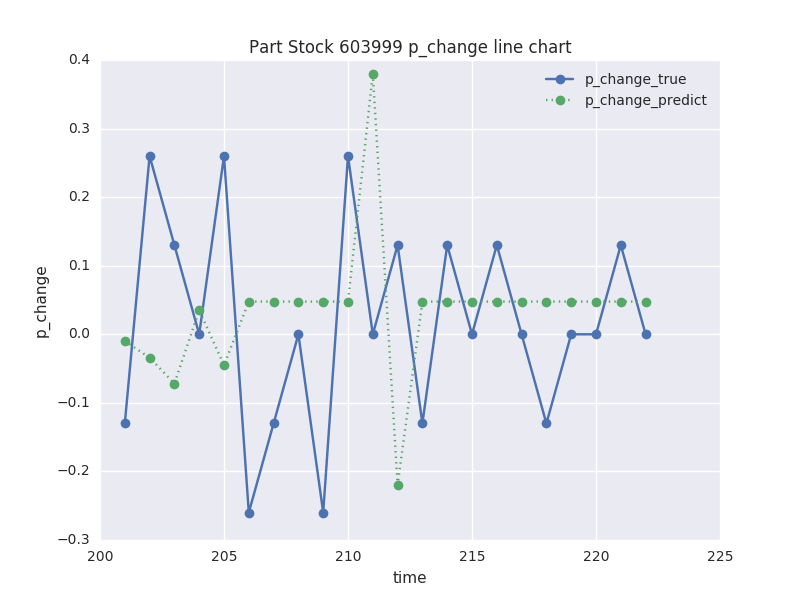 Part Stock 603999 p_change line chart
p_change_true
p_change_predict
0.4
0.3
0.2
0.1
0.0
−0.1
−0.2
−0.3
p_change
200
205
210
215
220
225
time